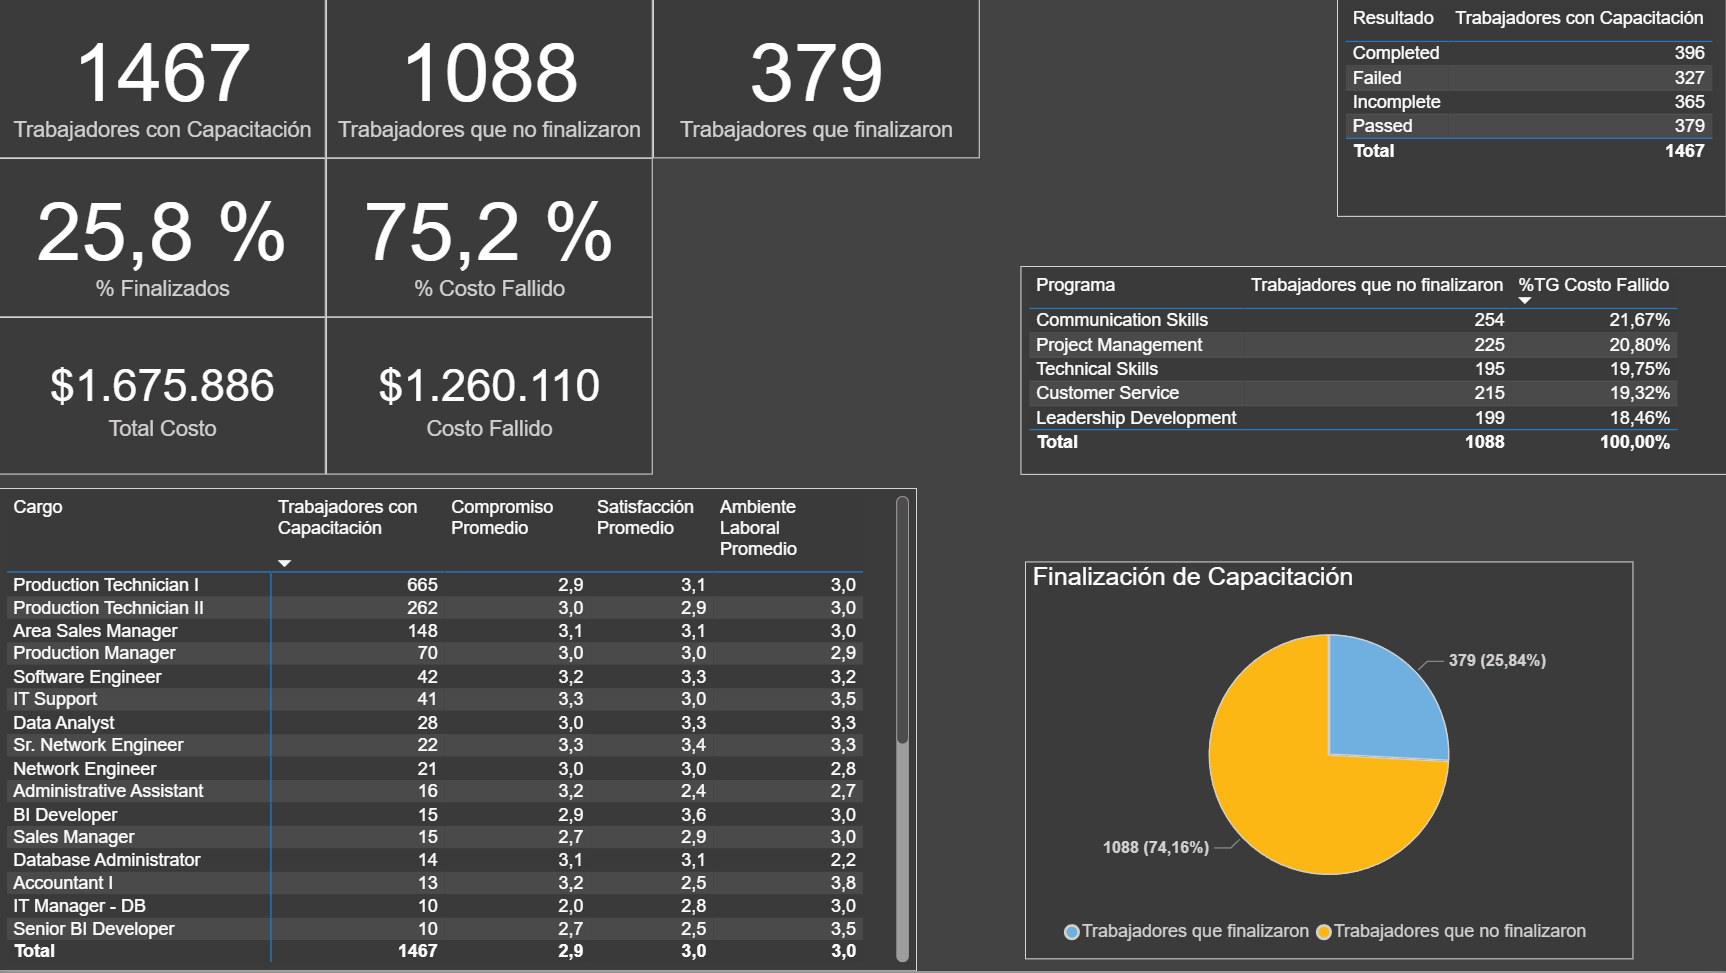 1467
Trabajadores con Capacitación
1088
Trabajadores que no finalizaron
379
Trabajadores que finalizaron
25,8 %
% Finalizados
75,2 %
% Costo Fallido
$1.675.886
Total Costo
$1.260.110
Costo Fallido
Resultado Trabajadores con Capacitación
Completed 396
Failed 327
Incomplete 365
Passed 379
Total 1467
Programa Trabajadores que no finalizaron %TG Costo Fallido
Communication Skills 254 21,67%
Project Management 225 20,80%
Technical Skills 195 19,75%
Customer Service 215 19,32%
Leadership Development 199 18,46%
Total 1088 100,00%
Cargo Trabajadores con Compromiso Satisfacción Ambiente
Capacitación Promedio Promedio Laboral
Promedio
Production Technician I 665 2,9 3,1 3,0
Production Technician II 262 3,0 2,9 3,0
Area Sales Manager 148 3,1 3,1 3,0
Production Manager 70 3,0 3,0 2,9
Software Engineer 42 3,2 3,3 3,2
IT Support 41 3,3 3,0 3,5
Data Analyst 28 3,0 3,3 3,3
Sr. Network Engineer 22 3,3 3,4 3,3
Network Engineer 21 3,0 3,0 2,8
Administrative Assistant 16 3,2 2,4 2,7
BI Developer 15 2,9 3,6 3,0
Sales Manager 15 2,7 2,9 3,0
Database Administrator 14 3,1 3,1 2,2
Accountant I 13 3,2 2,5 3,8
IT Manager - DB 10 2,0 2,8 3,0
Senior BI Developer 10 2,7 2,5 3,5
Total 1467 2,9 3,0 3,0
Finalización de Capacitación
379 (25,84%)
1088 (74,16%)
Trabajadores que finalizaron Trabajadores que no finalizaron